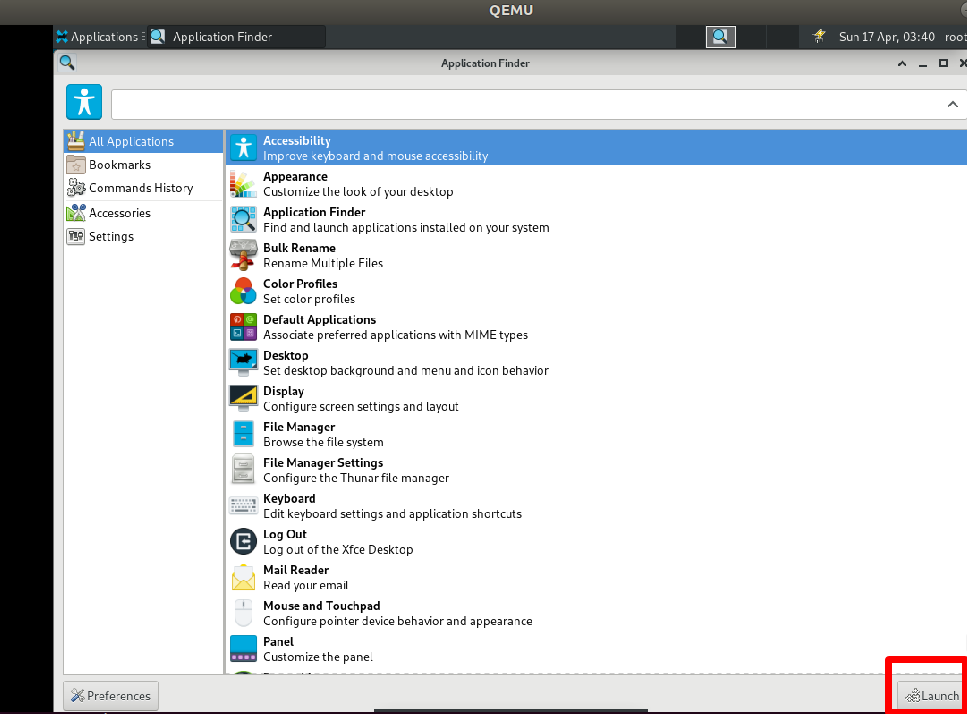 QEMU
Applications
Application Finder
Sun 17 Apr, 03:40 root
Application Finder
All Applications
Bookmarks
Commands History
Accessories
Settings
Accessibility
Improve keyboard and mouse accessibility
Appearance
Customize the look of your desktop
Application Finder
Find and launch applications installed on your system
Bulk Rename
Rename Multiple Files
Color Profiles
Set color profiles
Default Applications
Associate preferred applications with MIME types
Desktop
Set desktop background and menu and icon behavior
Display
Configure screen settings and layout
File Manager
Browse the file system
File Manager Settings
Configure the Thunar file manager
Keyboard
Edit keyboard settings and application shortcuts
Log Out
Log out of the Xfce Desktop
Mail Reader
Read your email
Mouse and Touchpad
Configure pointer device behavior and appearance
Panel
Customize the panel
Preferences
Launch